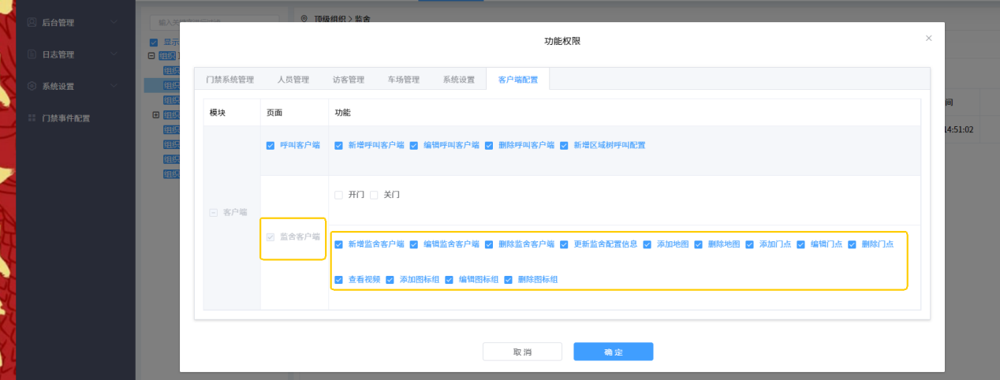 后台管理
日志管理
系统设置
门禁事件配置
显示
组织
组织
组织
组织
组织
组织
组织
组织
组织
顶级组织 > 监舍
功能权限
门禁系统管理 人员管理 访客管理 车场管理 系统设置 客户端配置
模块 页面 功能
呼叫客户端 新增呼叫客户端 编辑呼叫客户端 删除呼叫客户端 新增区域树呼叫配置
开门 关门
客户端
监舍客户端
新增监舍客户端 编辑监舍客户端 删除监舍客户端 更新监舍配置信息 添加地图 删除地图 添加门点 编辑门点 删除门点
查看视频 添加图标组 编辑图标组 删除图标组
取消 确定
间
14:51:02